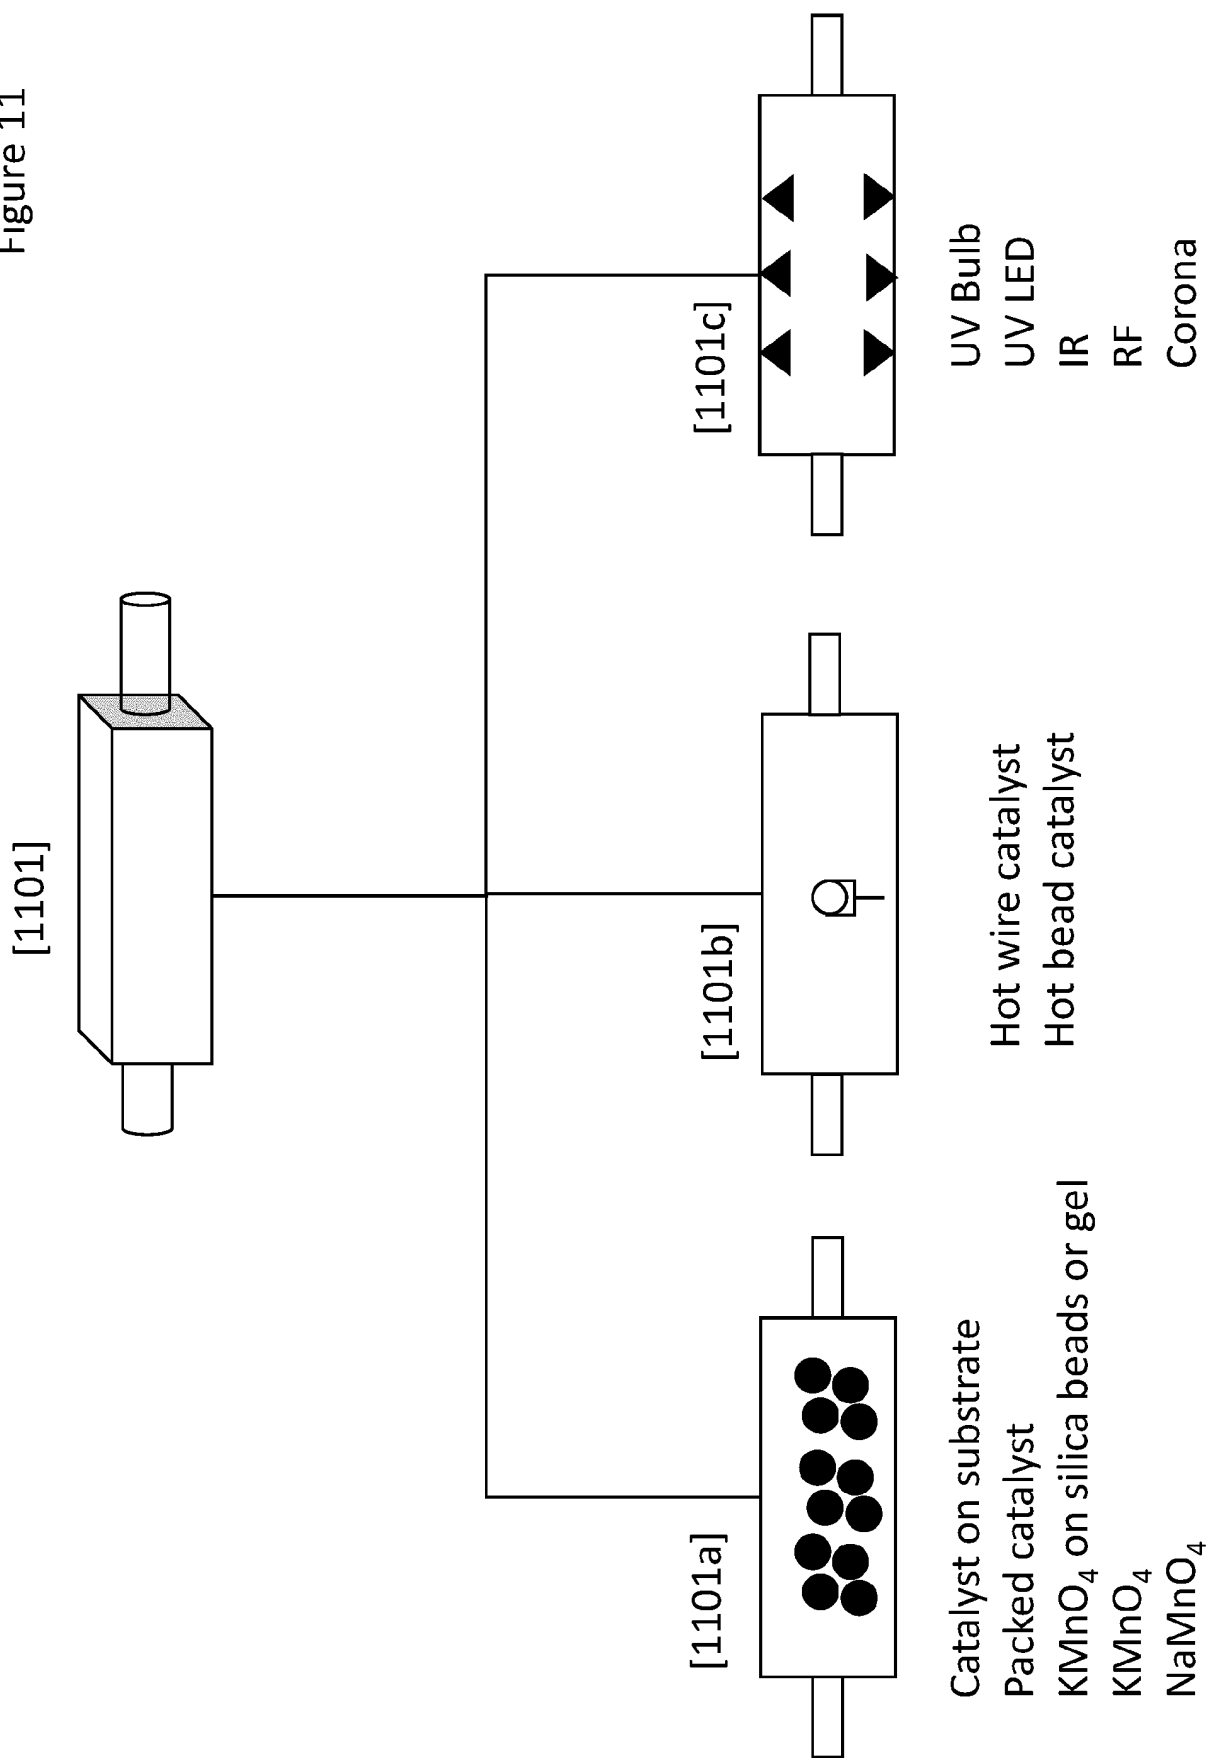 Figure 11
[1101]
[1101a]
[1101b]
[1101c]
Catalyst on substrate
Packed catalyst
KMnO₄ on silica beads or gel
KMnO₄
NaMnO₄
Hot wire catalyst
Hot bead catalyst
UV Bulb
UV LED
IR
RF
Corona